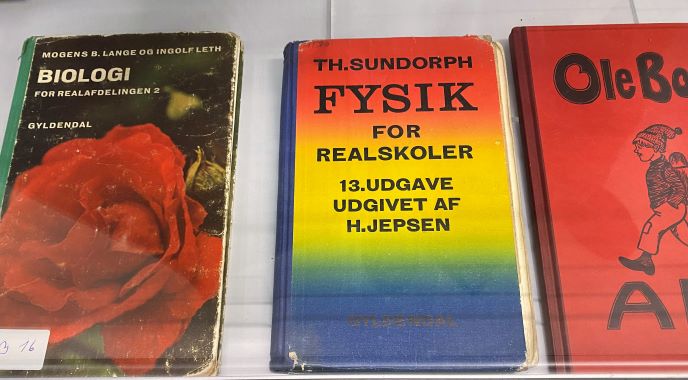 MOGENS B. LANGE OG INGOLF LETH
BIOLOGI
FOR REALAFDELINGEN 2
GYLDENDAL
16
TH.SUNDORPH
FYSIK
FOR
REALSKOLER
13.UDGAVE
UDGIVET AF
H.JEPSEN
GYLDENDAL
Ole